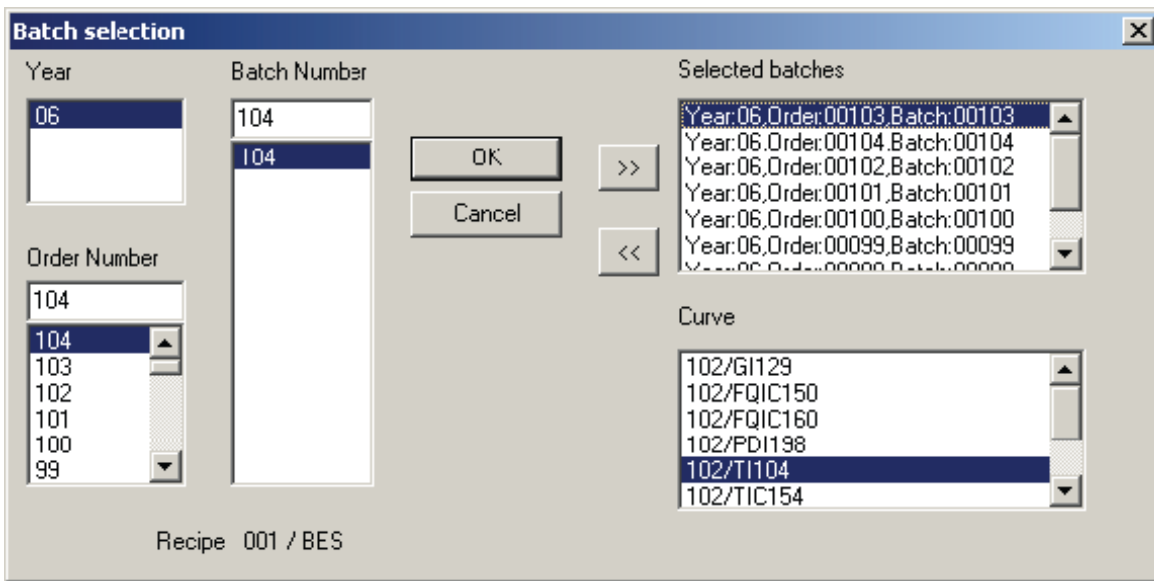 Batch selection
Year
06
Order Number
104
104
103
102
101
100
99
Batch Number
104
104
OK
Cancel
>>
<<
Selected batches
Year:06,Order:00103,Batch:00103
Year:06,Order:00104,Batch:00104
Year:06,Order:00102,Batch:00102
Year:06,Order:00101,Batch:00101
Year:06,Order:00100,Batch:00100
Year:06,Order:00099,Batch:00099
Curve
102/GI129
102/FQIC150
102/FQIC160
102/PDI198
102/TI104
102/TIC154
Recipe 001 / BES